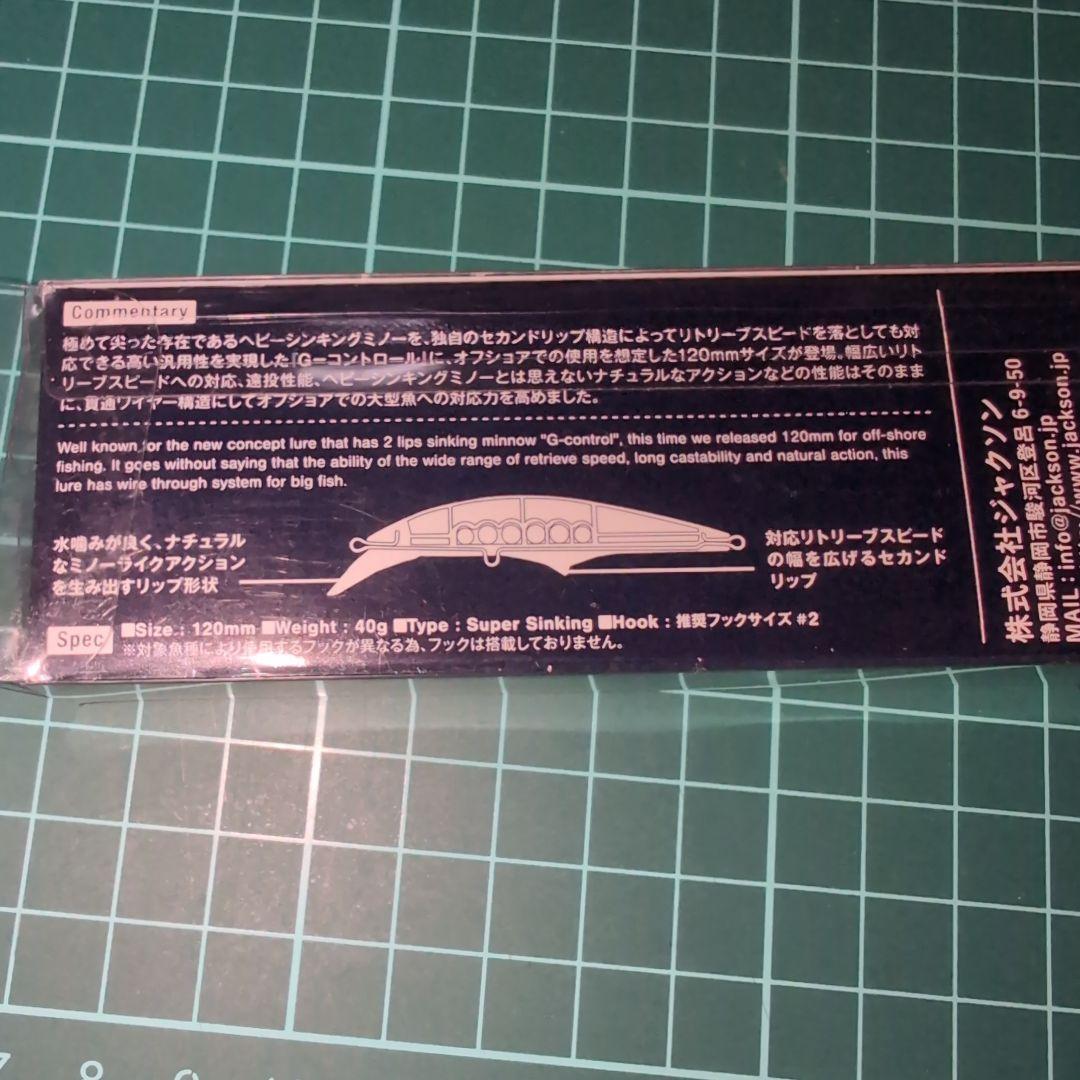 Commentary
極めて尖った存在であるヘビーシンキングミノーを、独自のセカンドリップ構造によってリトリーブスピードを落としても対
応できる高い汎用性を実現した「G-コントロール」に、オフショアでの使用を想定した120mmサイズが登場。幅広いリト
リーブスピードへの対応、遠投性能、ヘビーシンキングミノーとは思えないナチュラルなアクションなどの性能はそのまま
に、貫通ワイヤー構造にしてオフショアでの大型魚への対応力を高めました。
Well known for the new concept lure that has 2 lips sinking minnow "G-control", this time we released 120mm for off-shore
fishing. It goes without saying that the ability of the wide range of retrieve speed, long castability and natural action, this
lure has wire through system for big fish.
水噛みが良く、ナチュラル
なミノーライクアクション
を生み出すリップ形状
対応リトリーブスピード
の幅を広げるセカンド
リップ
Spec
■Size : 120mm ■Weight : 40g ■Type : Super Sinking ■Hook : 推奨フックサイズ #2
※対象魚種により使用するフックが異なる為、フックは搭載しておりません。
株式会社ジャクソン
静岡県静岡市駿河区登呂 6-9-50
MAIL : info@jackson.jp
//www.jackson.jp
8